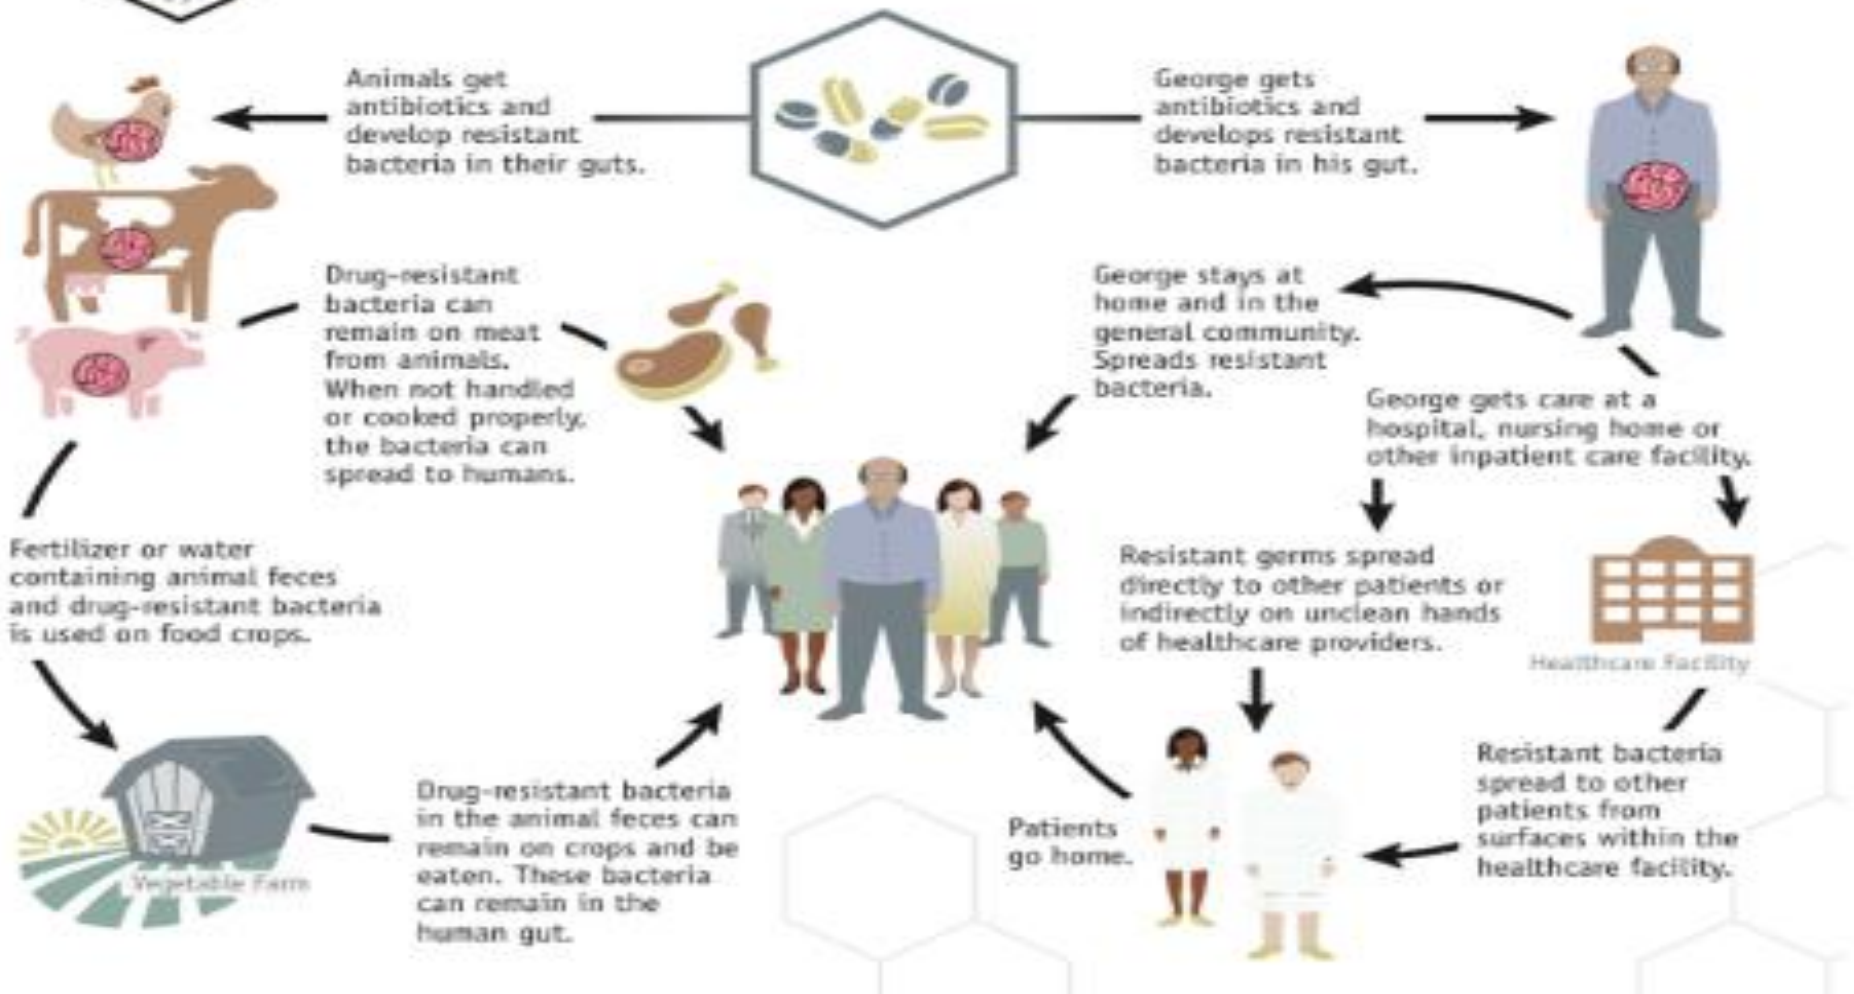 Animals get
antibiotics and
develop resistant
bacteria in their guts.
George gets
antibiotics and
develops resistant
bacteria in his gut.
Drug-resistant
bacteria can
remain on meat
from animals.
When not handled
or cooked properly,
the bacteria can
spread to humans.
George stays at
home and in the
general community.
Spreads resistant
bacteria.
George gets care at a
hospital, nursing home or
other inpatient care facility.
Fertilizer or water
containing animal feces
and drug-resistant bacteria
is used on food crops.
Resistant germs spread
directly to other patients or
indirectly on unclean hands
of healthcare providers.
Healthcare Facility
Vegetable Farm
Drug-resistant bacteria
in the animal feces can
remain on crops and be
eaten. These bacteria
can remain in the
human gut.
Patients
go home.
Resistant bacteria
spread to other
patients from
surfaces within the
healthcare facility.